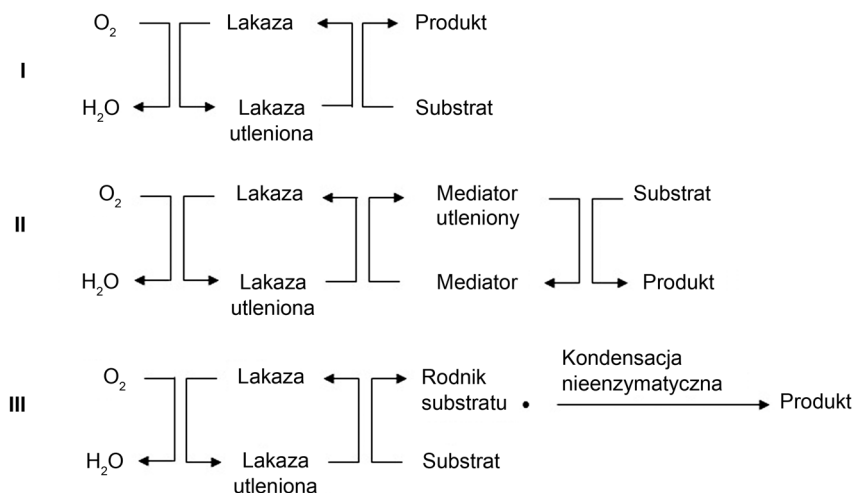 O₂ Lakaza Produkt
I
H₂O Lakaza utleniona Substrat
O₂ Lakaza Mediator utleniony Substrat
II
H₂O Lakaza utleniona Mediator Produkt
O₂ Lakaza Rodnik substratu • Kondensacja nieenzymatyczna Produkt
III
H₂O Lakaza utleniona Substrat